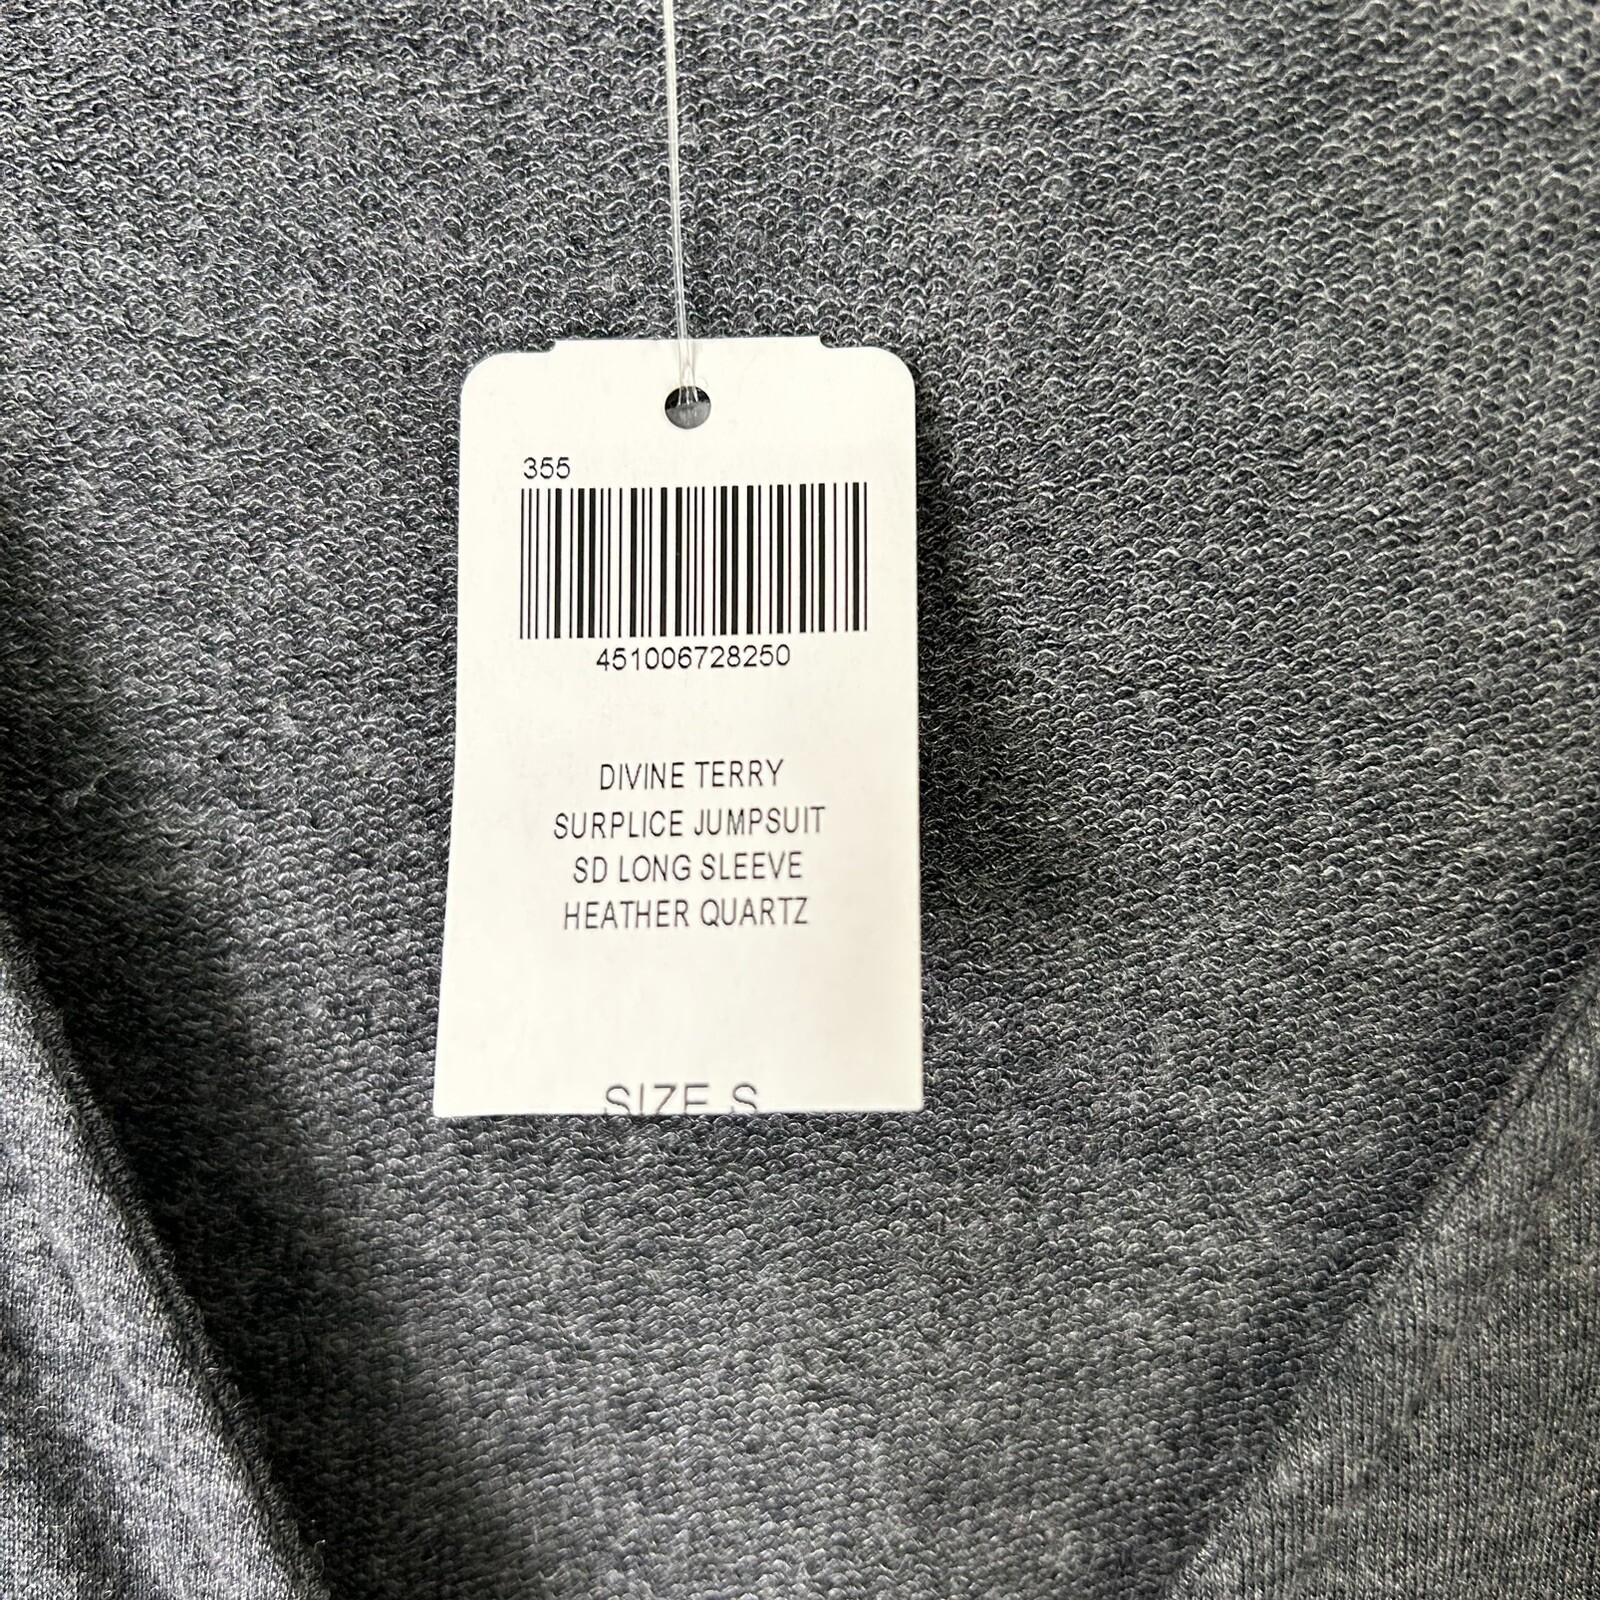 355
451006728250
DIVINE TERRY
SURPLICE JUMPSUIT
SD LONG SLEEVE
HEATHER QUARTZ
SIZE S